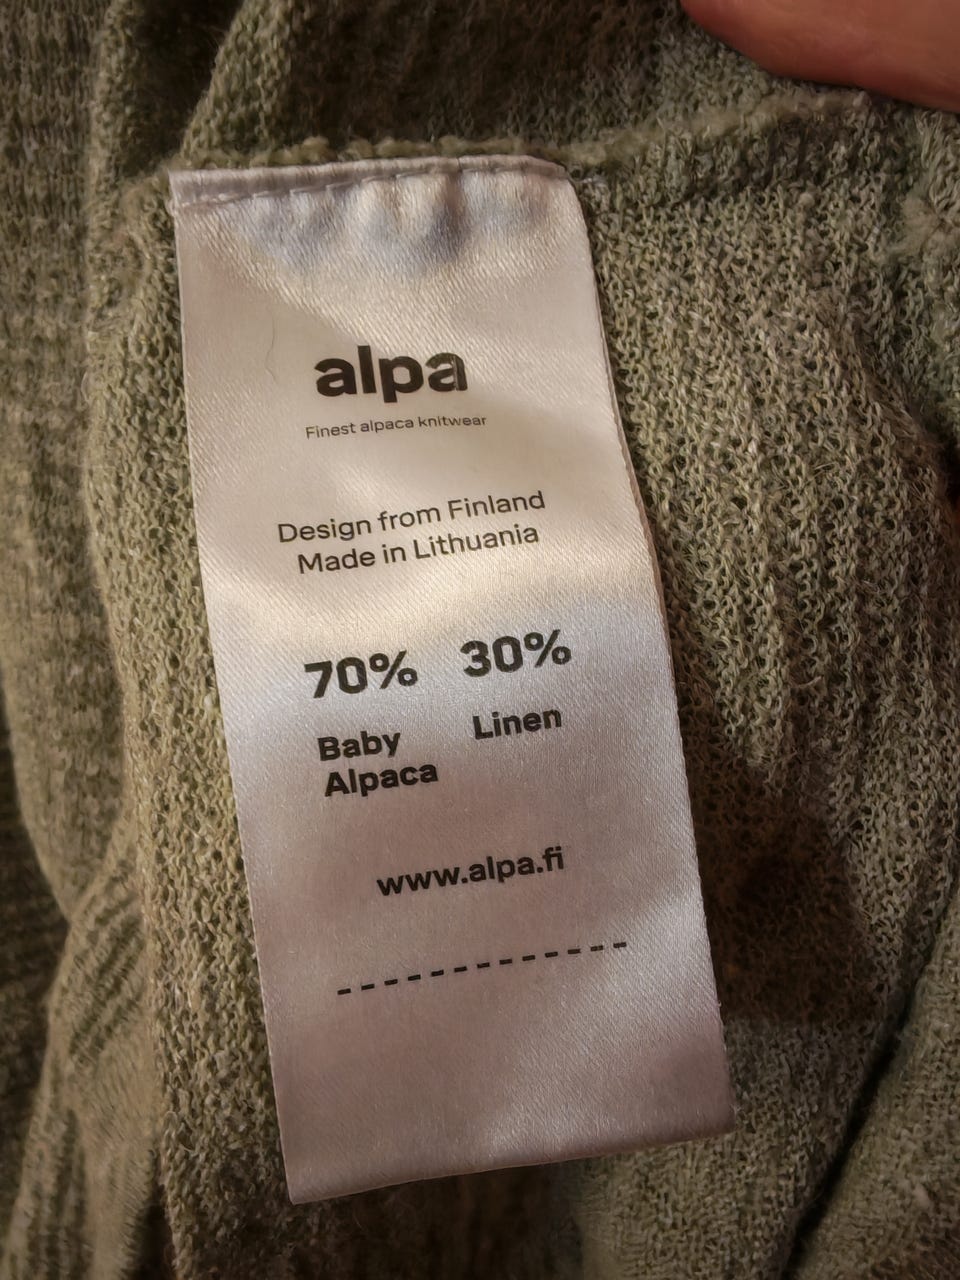 alpa
Finest alpaca knitwear
Design from Finland
Made in Lithuania
70% 30%
Baby Linen
Alpaca
www.alpa.fi